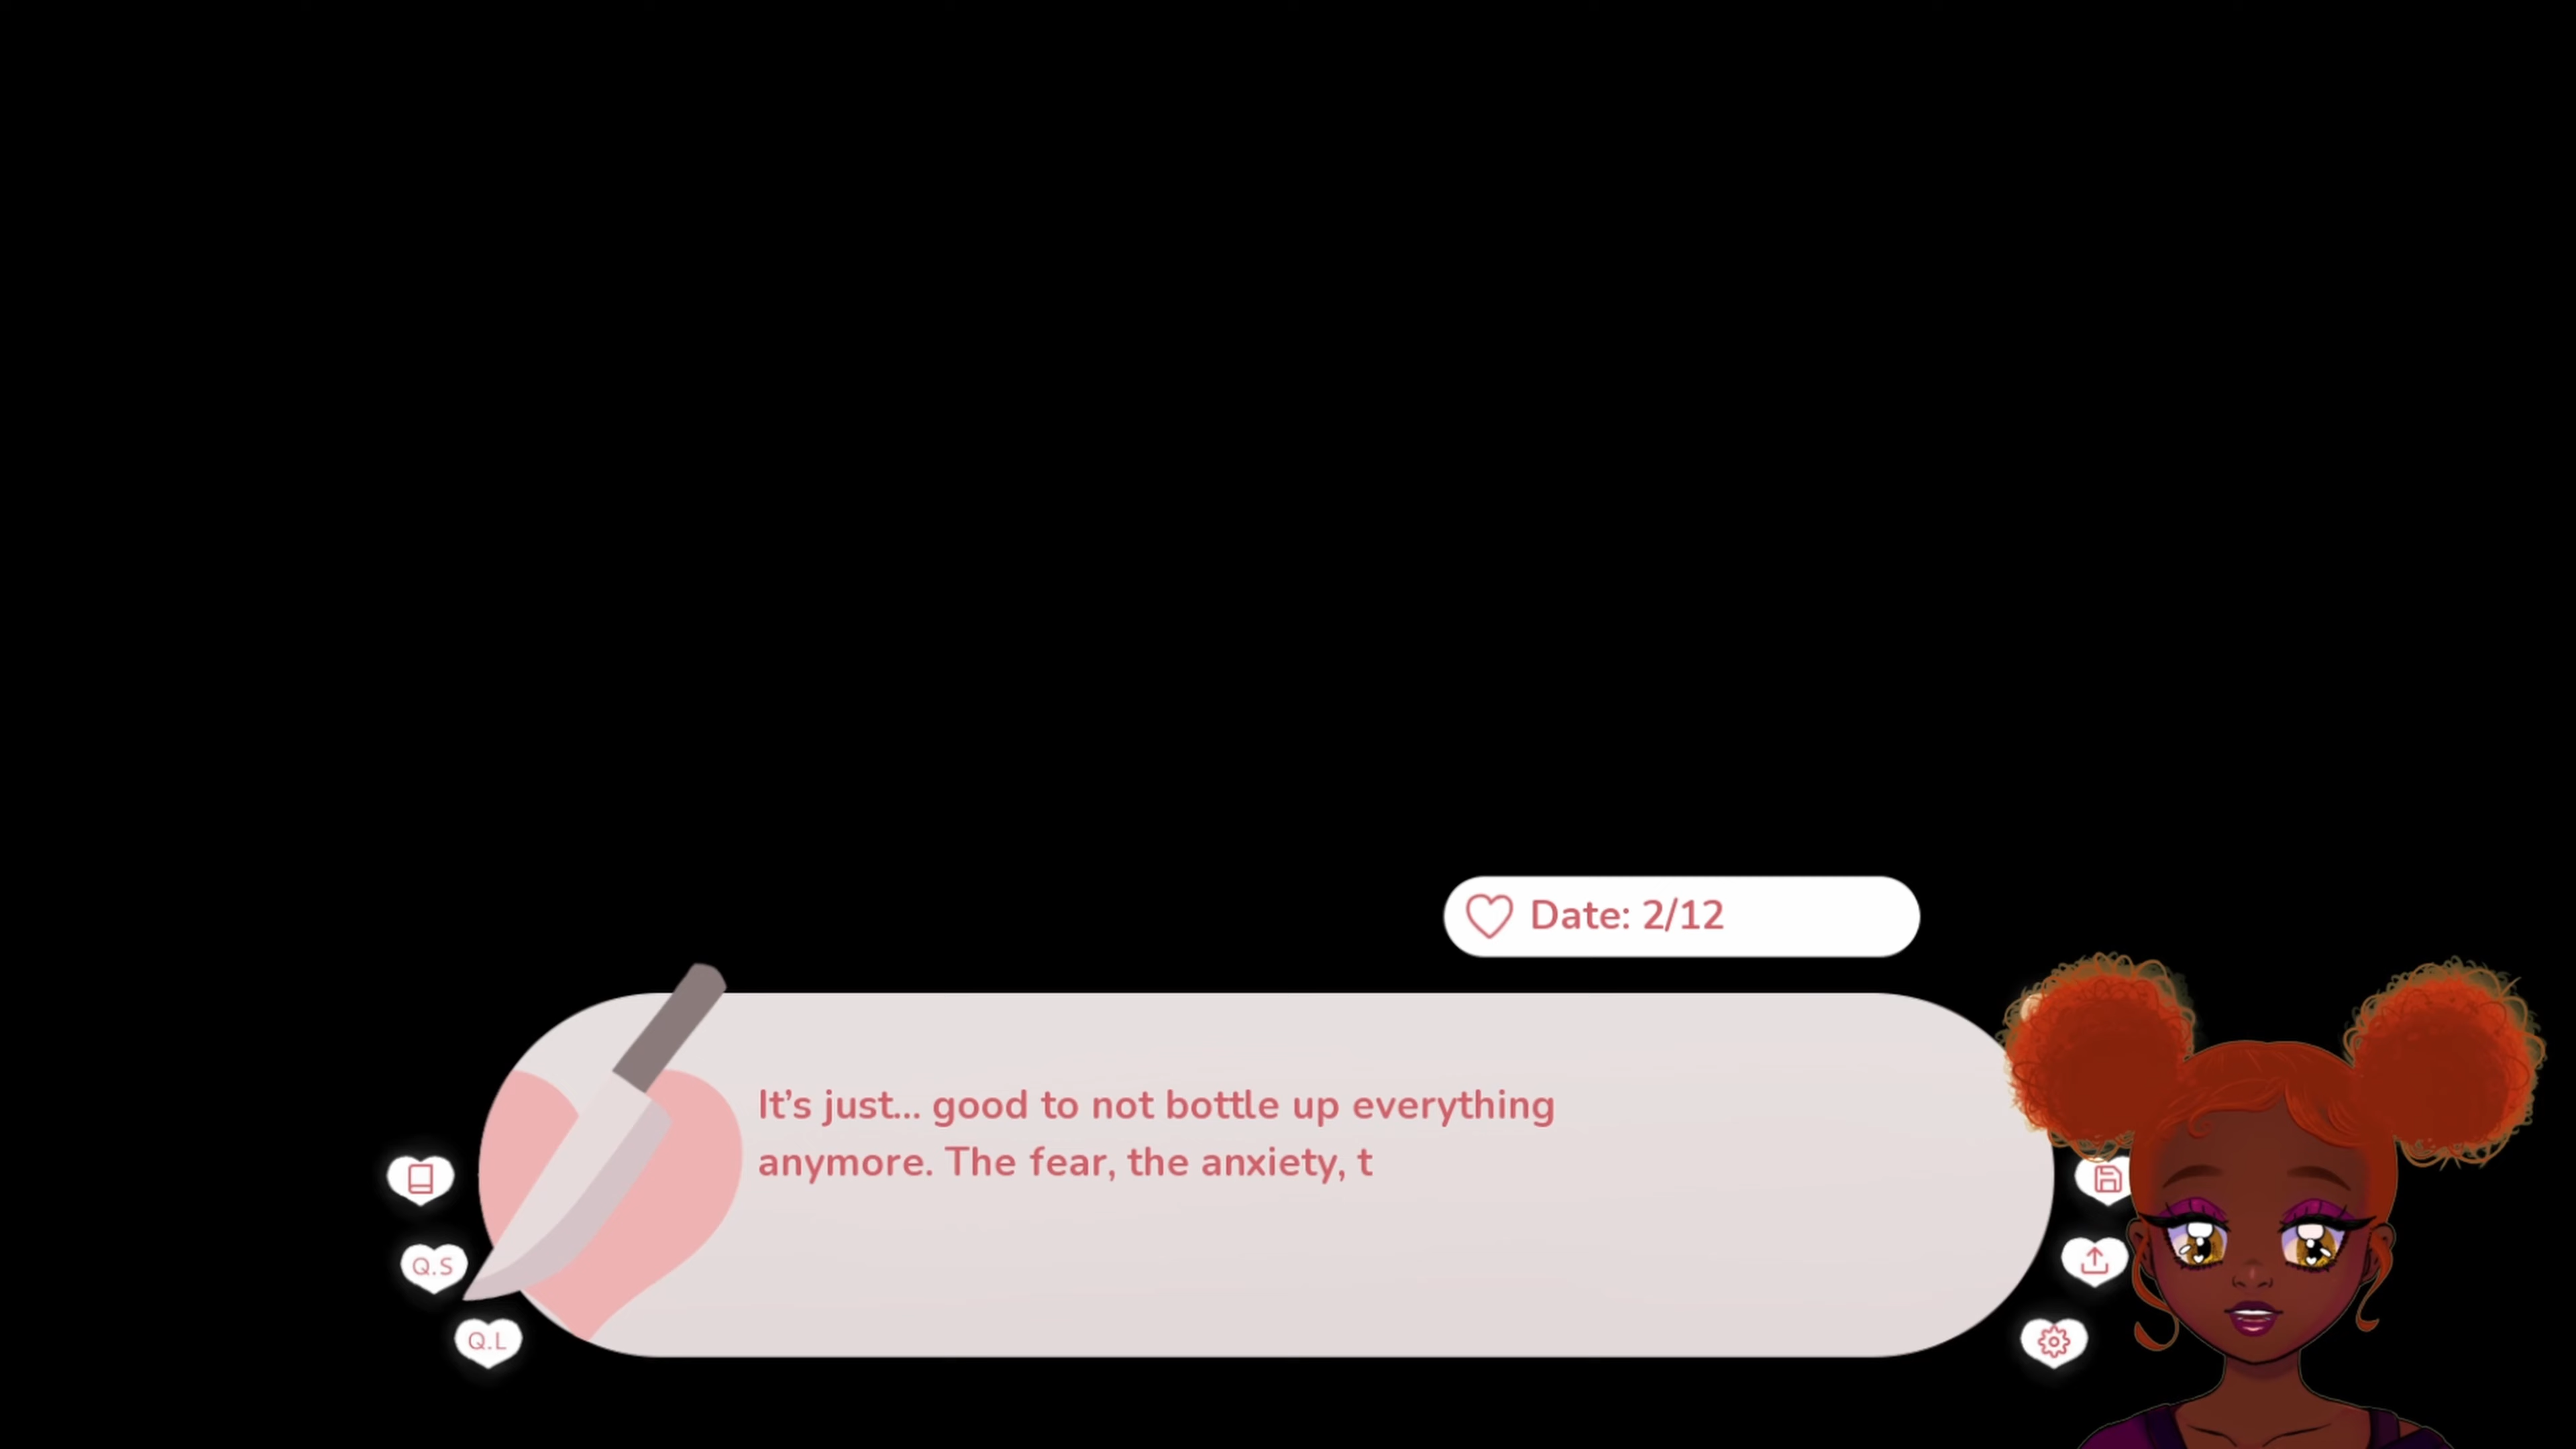 Date: 2/12
It's just... good to not bottle up everything
anymore. The fear, the anxiety, t
Q.S
Q.L